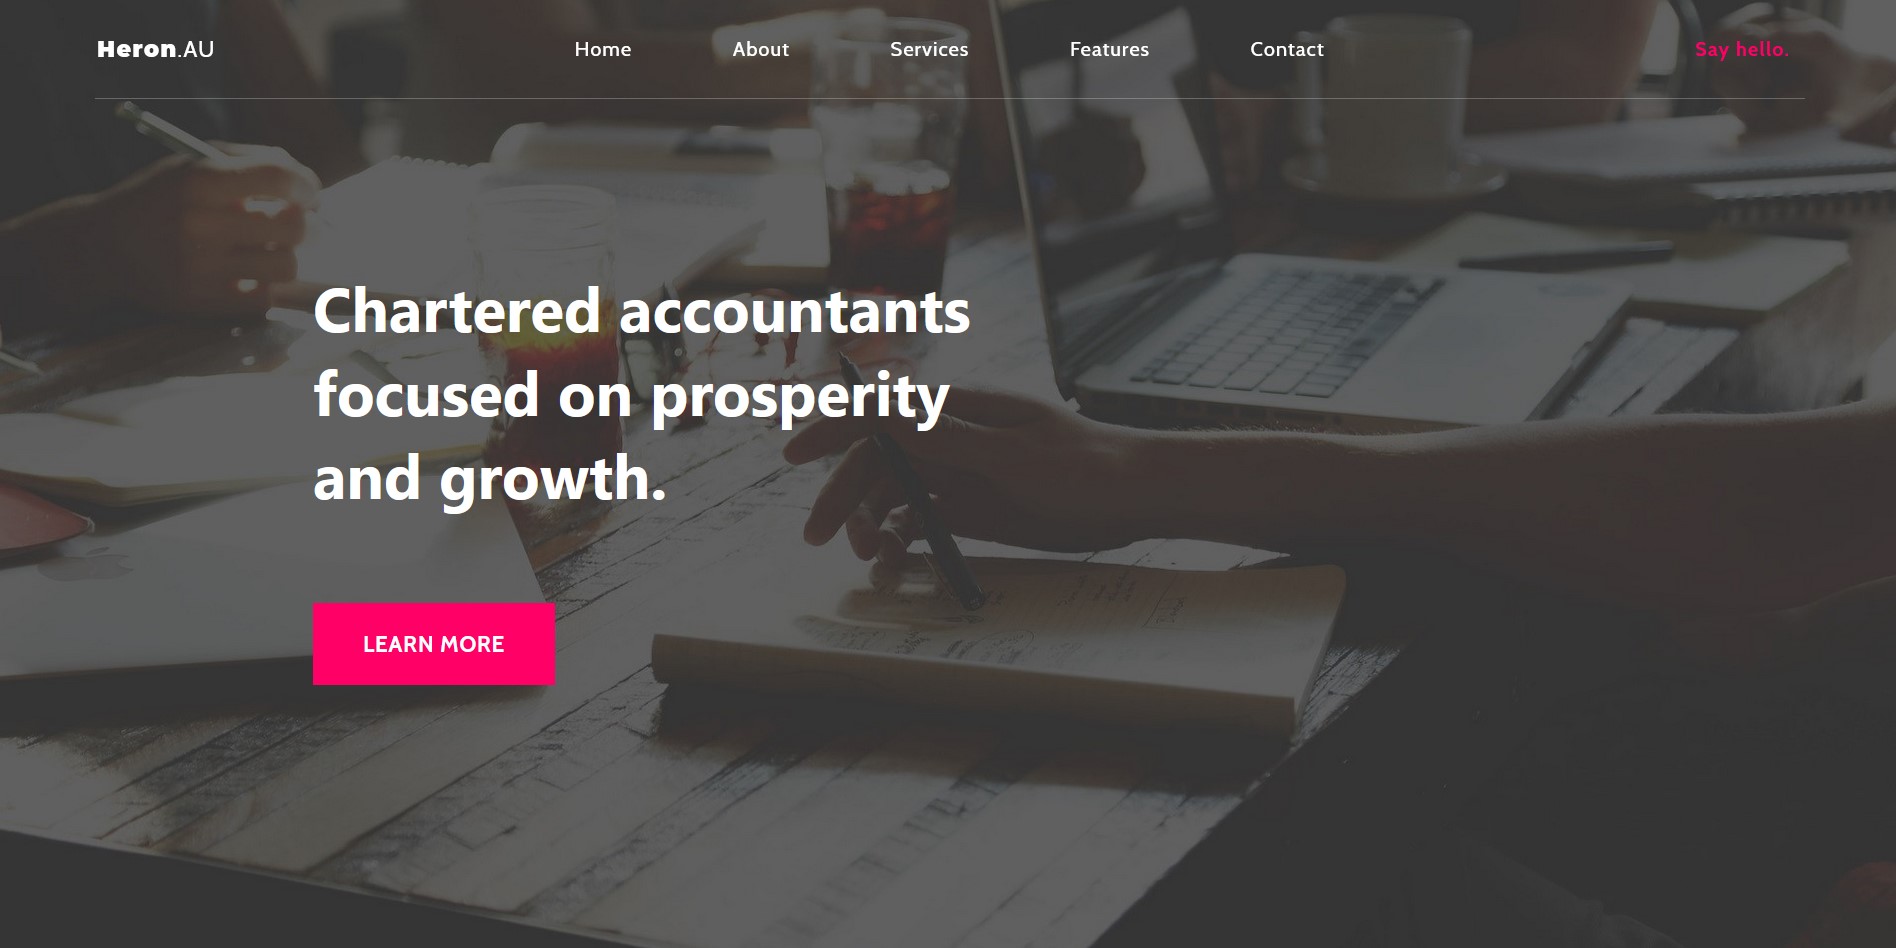 Heron.AU
Home About Services Features Contact
Say hello.
Chartered accountants
focused on prosperity
and growth.
LEARN MORE